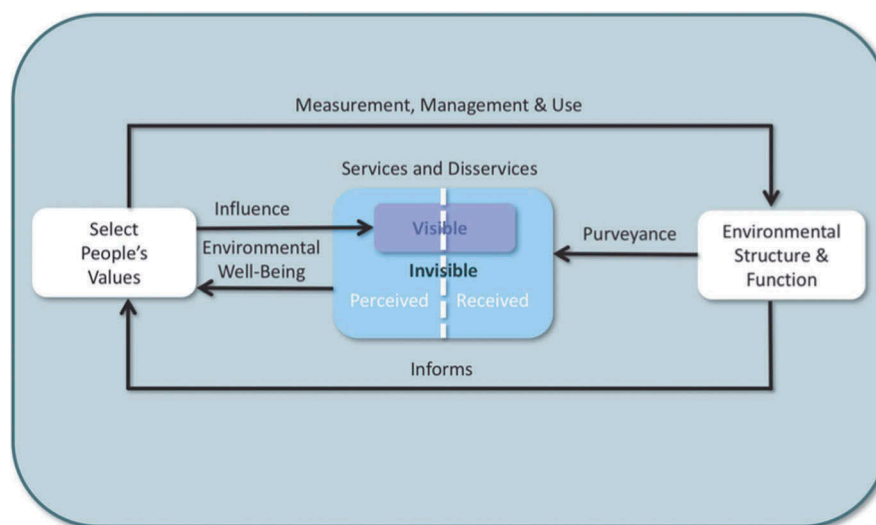 Measurement, Management & Use
Services and Disservices
Select
People's
Values
Influence
Environmental
Well-Being
Visible
Invisible
Perceived
Received
Purveyance
Environmental
Structure &
Function
Informs